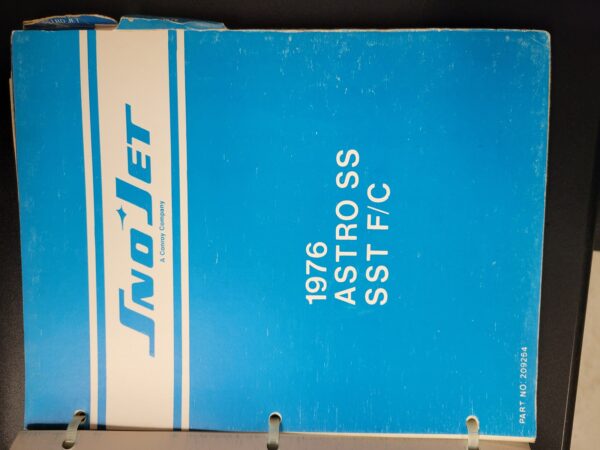 SNO JET
A Conroy Company
1976
ASTRO SS
SST F/C
PART NO. 209264